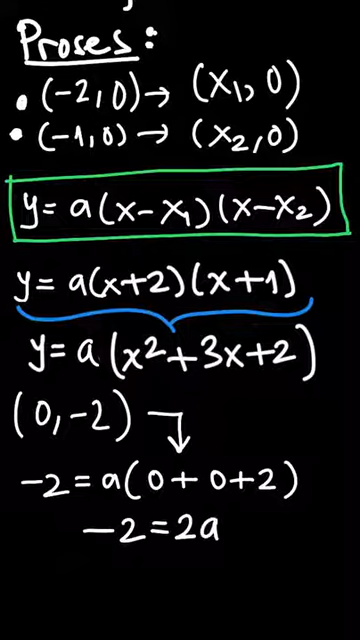 Proses:
• (-2,0) → (x₁,0)
• (-1,0) → (x₂,0)
y = a(x-x₁)(x-x₂)
y = a(x+2)(x+1)
y = a(x²+3x+2)
(0,-2)
-2 = a(0+0+2)
-2 = 2a